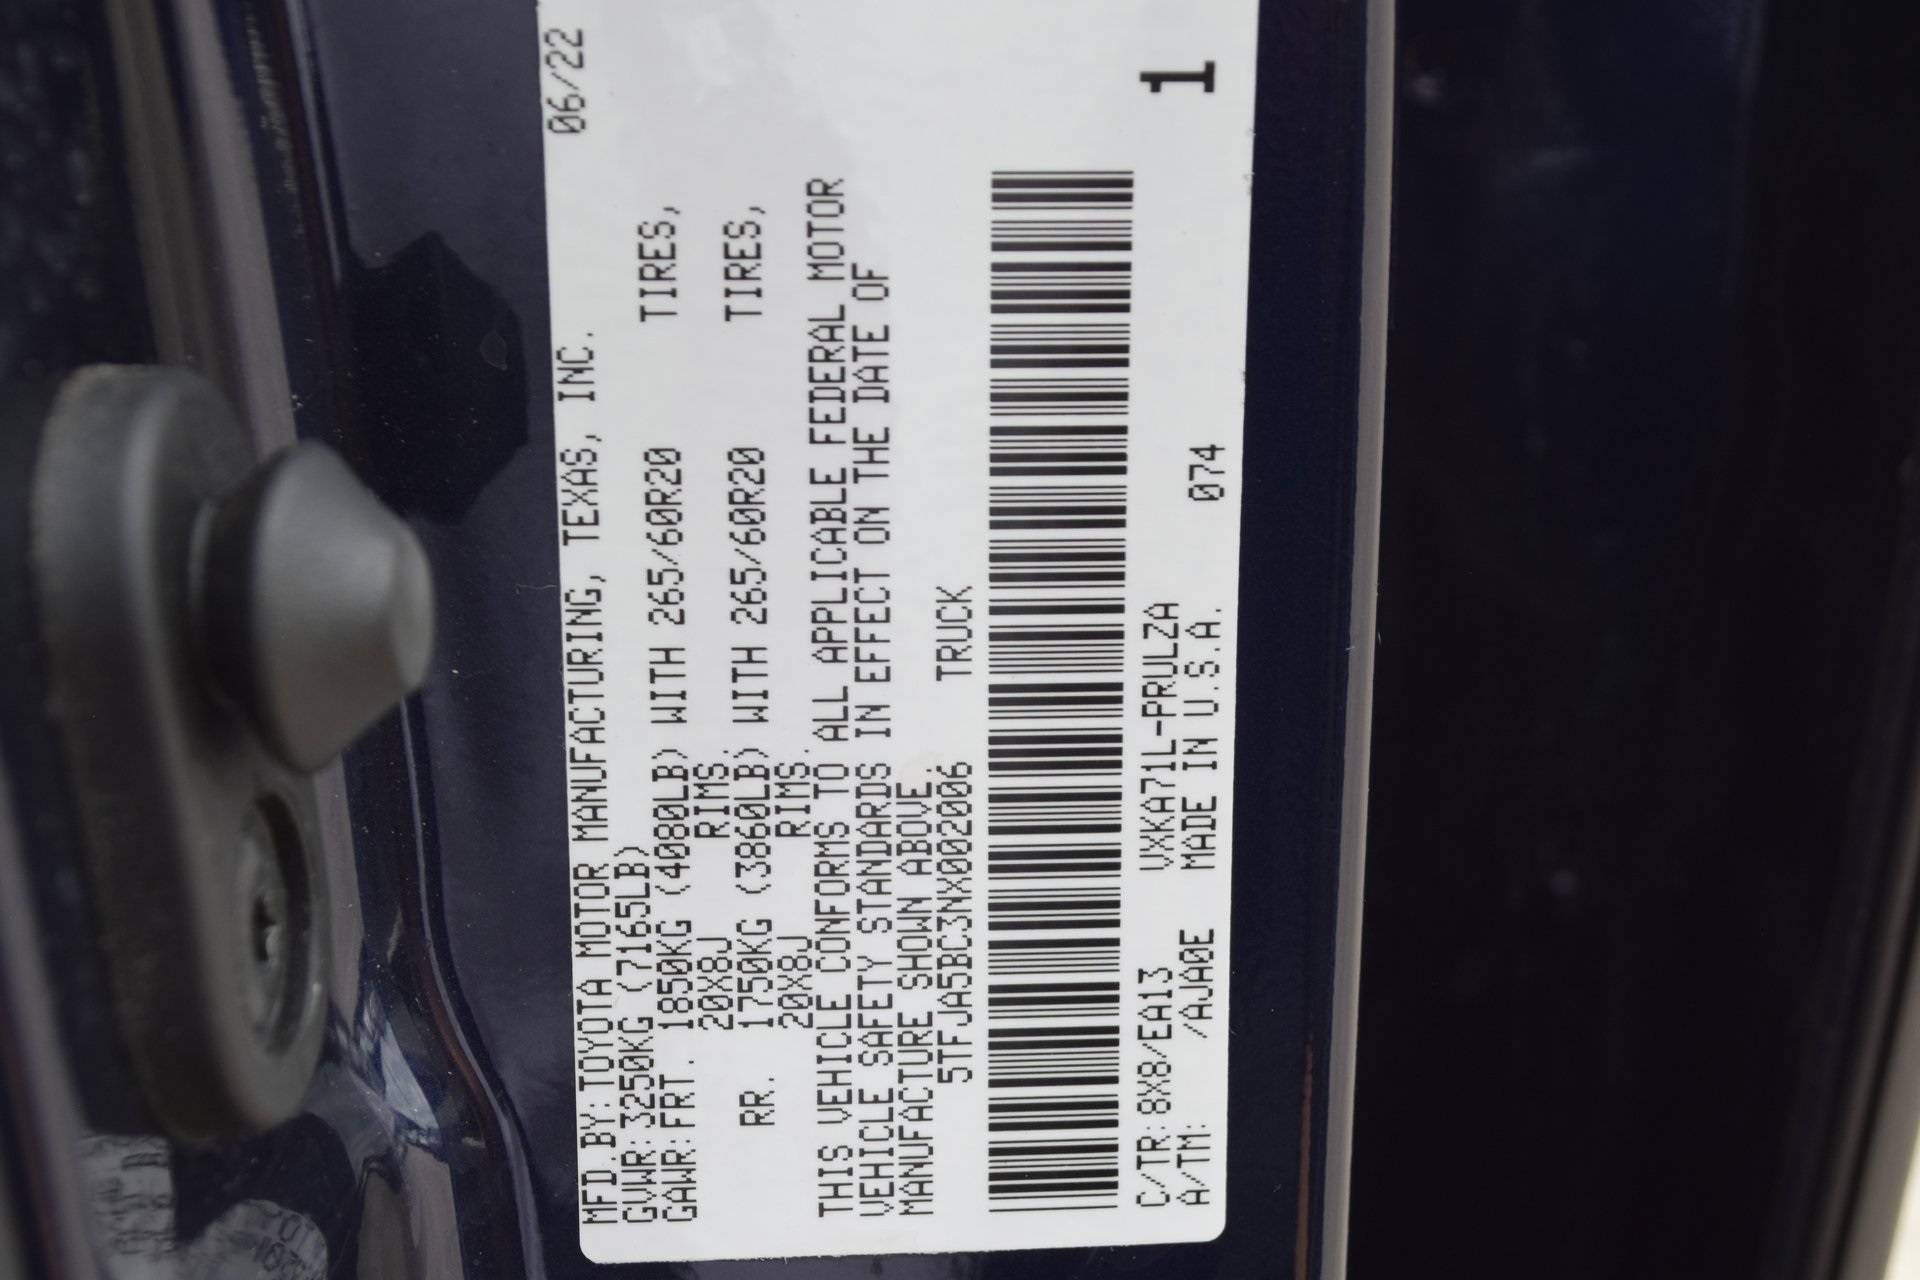 MFD.BY:TOYOTA MOTOR MANUFACTURING, TEXAS, INC. 06/22
GVWR:3250KG (7165LB)
GAWR:FRT. 1850KG (4080LB) WITH 265/60R20 TIRES,
20X8J RIMS.
RR. 1750KG (3860LB) WITH 265/60R20 TIRES,
20X8J RIMS.
THIS VEHICLE CONFORMS TO ALL APPLICABLE FEDERAL MOTOR
VEHICLE SAFETY STANDARDS IN EFFECT ON THE DATE OF
MANUFACTURE SHOWN ABOVE.
5TFJA5BC3NX002006 TRUCK
C/TR:8X8/EA13 VXKA71L-PRULZA 1
A/TM: /AJA0E MADE IN U.S.A. 074